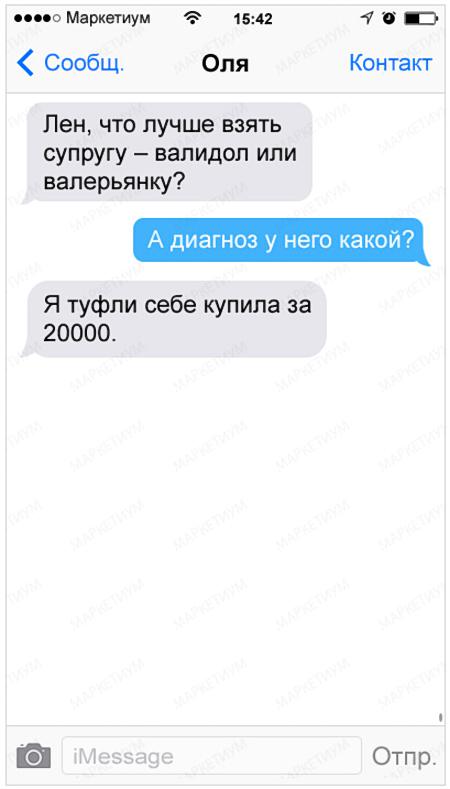 Маркетиум 15:42
Сообщ. Оля Контакт
Лен, что лучше взять
супругу – валидол или
валерьянку?
А диагноз у него какой?
Я туфли себе купила за
20000.
iMessage Отпр.
МАРКЕТИУМ